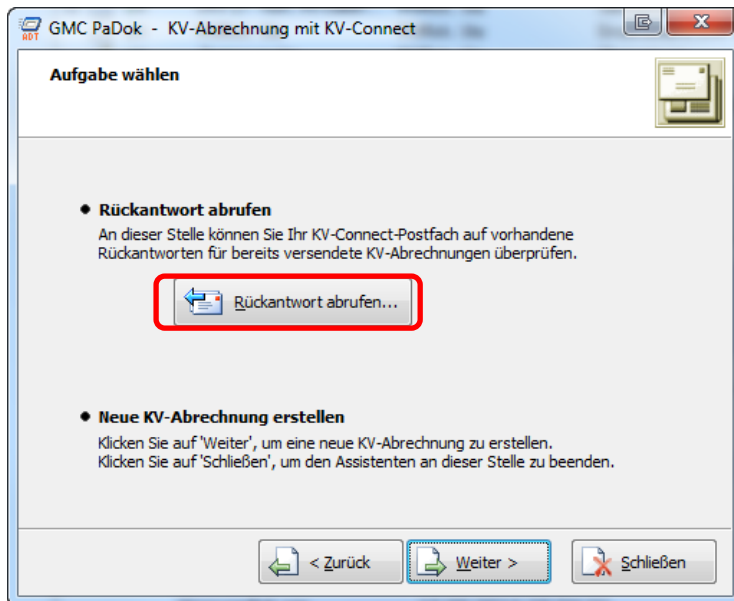 GMC PaDok - KV-Abrechnung mit KV-Connect
ADT
Aufgabe wählen
Rückantwort abrufen
An dieser Stelle können Sie Ihr KV-Connect-Postfach auf vorhandene
Rückantworten für bereits versendete KV-Abrechnungen überprüfen.
Rückantwort abrufen...
Neue KV-Abrechnung erstellen
Klicken Sie auf 'Weiter', um eine neue KV-Abrechnung zu erstellen.
Klicken Sie auf 'Schließen', um den Assistenten an dieser Stelle zu beenden.
< Zurück
Weiter >
Schließen